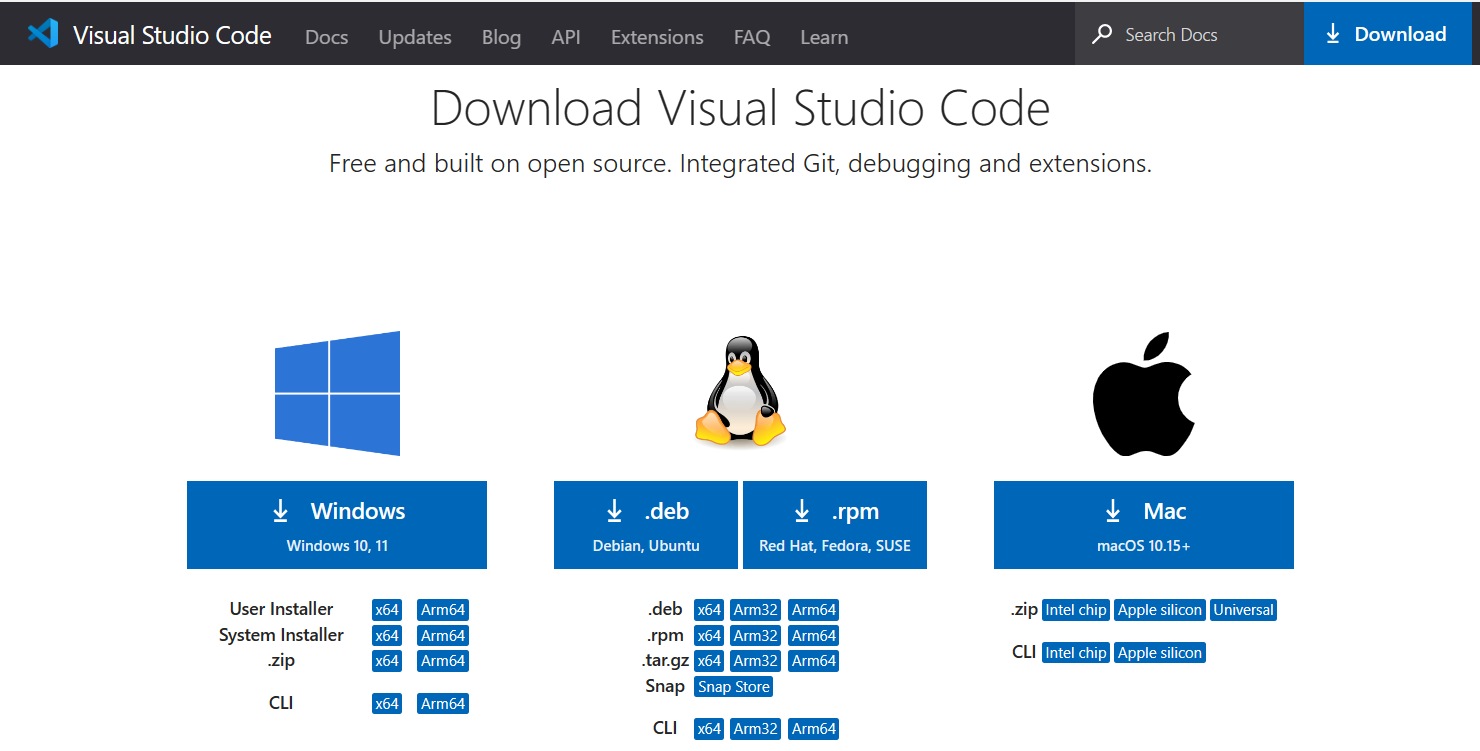 Visual Studio Code Docs Updates Blog API Extensions FAQ Learn Search Docs Download
Download Visual Studio Code
Free and built on open source. Integrated Git, debugging and extensions.
Windows
Windows 10, 11
User Installer x64 Arm64
System Installer x64 Arm64
.zip x64 Arm64
CLI x64 Arm64
.deb
Debian, Ubuntu
.rpm
Red Hat, Fedora, SUSE
.deb x64 Arm32 Arm64
.rpm x64 Arm32 Arm64
.tar.gz x64 Arm32 Arm64
Snap Snap Store
CLI x64 Arm32 Arm64
Mac
macOS 10.15+
.zip Intel chip Apple silicon Universal
CLI Intel chip Apple silicon